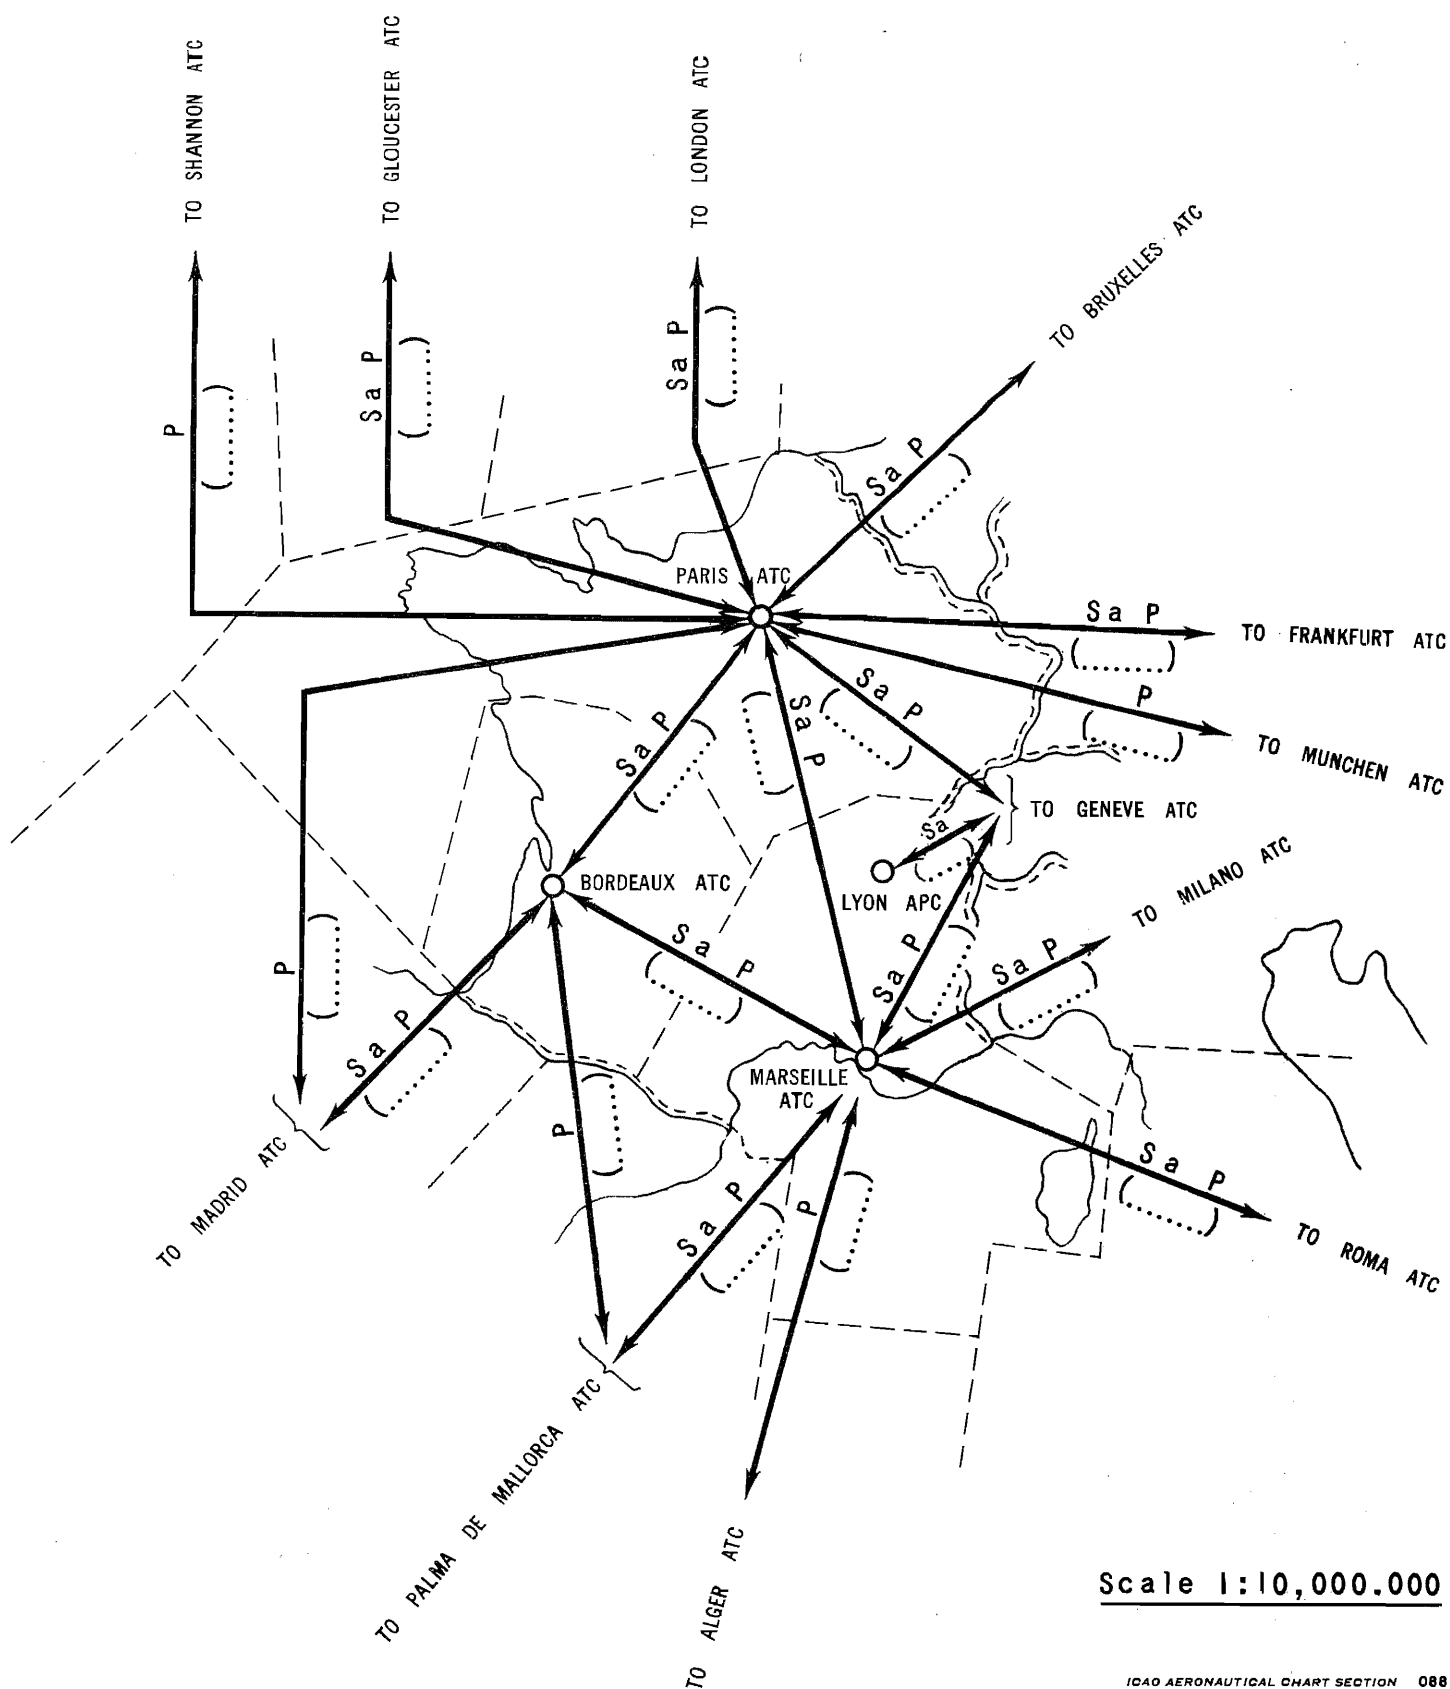 TO SHANNON ATC
TO GLOUCESTER ATC
TO LONDON ATC
TO BRUXELLES ATC
P
Sa P
Sa P
Sa P
PARIS ATC
Sa P
TO FRANKFURT ATC
P
TO MUNCHEN ATC
Sa P
Sa P
Sa P
TO GENEVE ATC
Sa
LYON APC
BORDEAUX ATC
TO MILANO ATC
P
Sa P
Sa P
Sa P
Sa P
MARSEILLE
ATC
P
TO MADRID ATC
Sa P
P
Sa P
TO ROMA ATC
TO PALMA DE MALLORCA ATC
TO ALGER ATC
Scale 1:10,000.000
ICAO AERONAUTICAL CHART SECTION 088